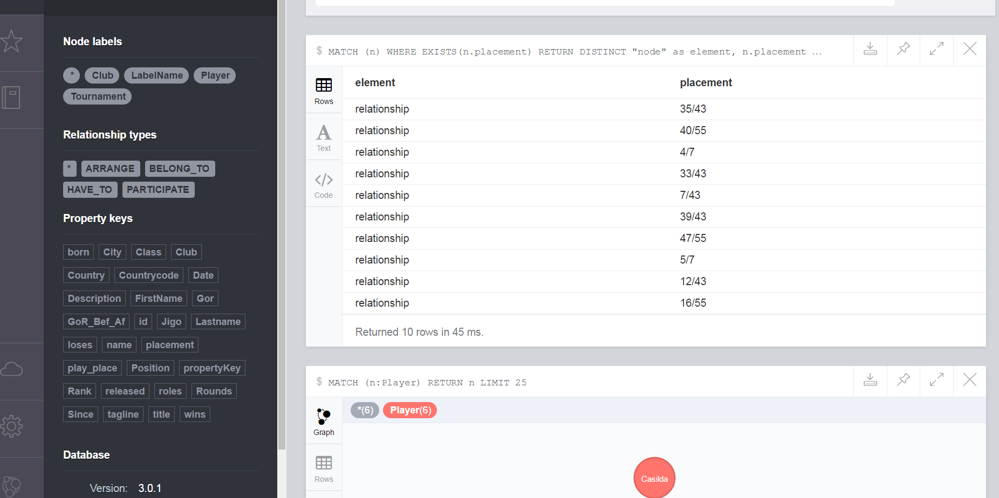 Node labels
* Club LabelName Player
Tournament
Relationship types
* ARRANGE BELONG_TO
HAVE_TO PARTICIPATE
Property keys
born City Class Club
Country Countrycode Date
Description FirstName Gor
GoR_Bef_Af id Jigo Lastname
loses name placement
play_place Position propertyKey
Rank released roles Rounds
Since tagline title wins
Database
Version: 3.0.1
$ MATCH (n) WHERE EXISTS(n.placement) RETURN DISTINCT "node" as element, n.placement ...
Rows
Text
Code
element placement
relationship 35/43
relationship 40/55
relationship 4/7
relationship 33/43
relationship 7/43
relationship 39/43
relationship 47/55
relationship 5/7
relationship 12/43
relationship 16/55
Returned 10 rows in 45 ms.
$ MATCH (n:Player) RETURN n LIMIT 25
Graph
Rows
*(6) Player(6)
Casilda